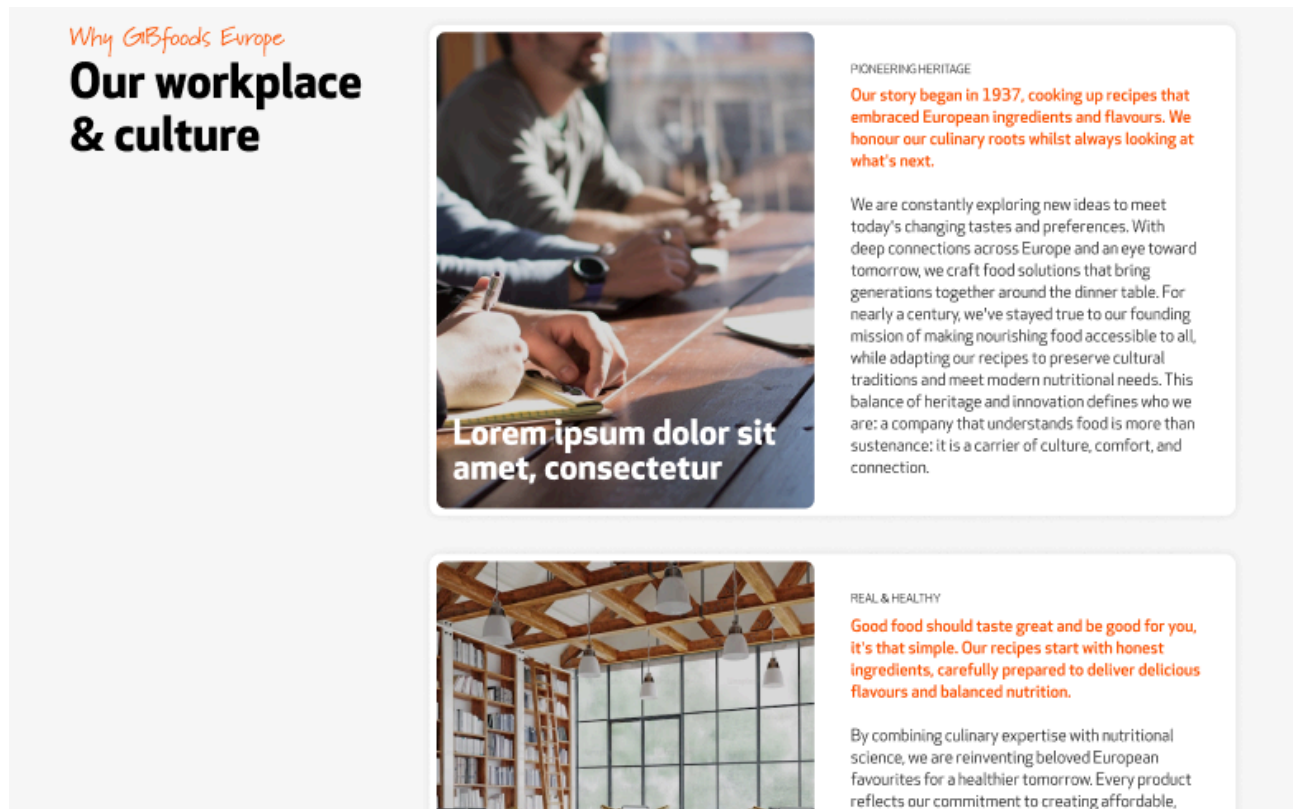 Why GBfoods Europe
Our workplace
& culture
Lorem ipsum dolor sit
amet, consectetur
PIONEERING HERITAGE
Our story began in 1937, cooking up recipes that
embraced European ingredients and flavours. We
honour our culinary roots whilst always looking at
what's next.
We are constantly exploring new ideas to meet
today's changing tastes and preferences. With
deep connections across Europe and an eye toward
tomorrow, we craft food solutions that bring
generations together around the dinner table. For
nearly a century, we've stayed true to our founding
mission of making nourishing food accessible to all,
while adapting our recipes to preserve cultural
traditions and meet modern nutritional needs. This
balance of heritage and innovation defines who we
are: a company that understands food is more than
sustenance: it is a carrier of culture, comfort, and
connection.
REAL & HEALTHY
Good food should taste great and be good for you,
it's that simple. Our recipes start with honest
ingredients, carefully prepared to deliver delicious
flavours and balanced nutrition.
By combining culinary expertise with nutritional
science, we are reinventing beloved European
favourites for a healthier tomorrow. Every product
reflects our commitment to creating affordable,